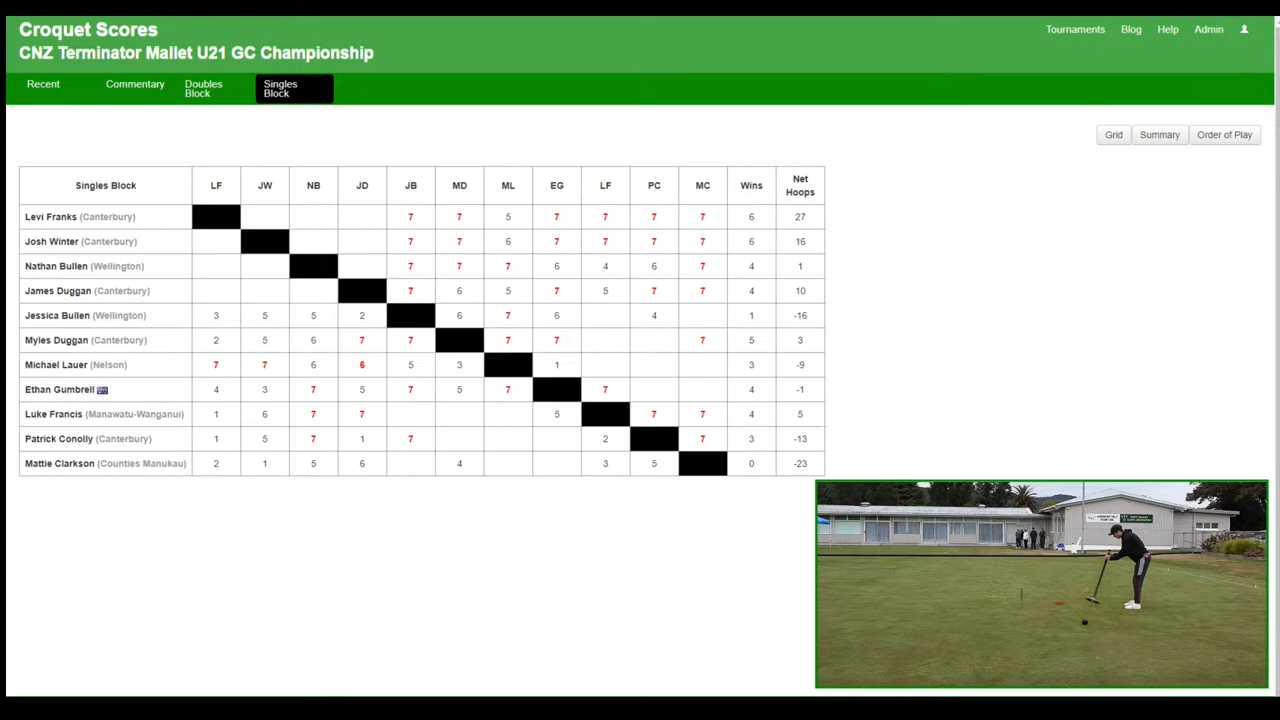 Croquet Scores
CNZ Terminator Mallet U21 GC Championship
Tournaments Blog Help Admin
Recent Commentary Doubles Block Singles Block
Grid Summary Order of Play
Singles Block LF JW NB JD JB MD ML EG LF PC MC Wins Net Hoops
Levi Franks (Canterbury) 7 7 5 7 7 7 7 6 27
Josh Winter (Canterbury) 7 7 6 7 7 7 7 6 16
Nathan Bullen (Wellington) 7 7 7 6 4 6 7 4 1
James Duggan (Canterbury) 7 6 5 7 5 7 7 4 10
Jessica Bullen (Wellington) 3 5 5 2 6 7 6 4 1 -16
Myles Duggan (Canterbury) 2 5 6 7 7 7 7 7 5 3
Michael Lauer (Nelson) 7 7 6 6 5 3 1 3 -9
Ethan Gumbrell 4 3 7 5 7 5 7 7 4 -1
Luke Francis (Manawatu-Wanganui) 1 6 7 7 5 7 7 4 5
Patrick Conolly (Canterbury) 1 5 7 1 7 2 7 3 -13
Mattie Clarkson (Counties Manukau) 2 1 5 6 4 3 5 0 -23